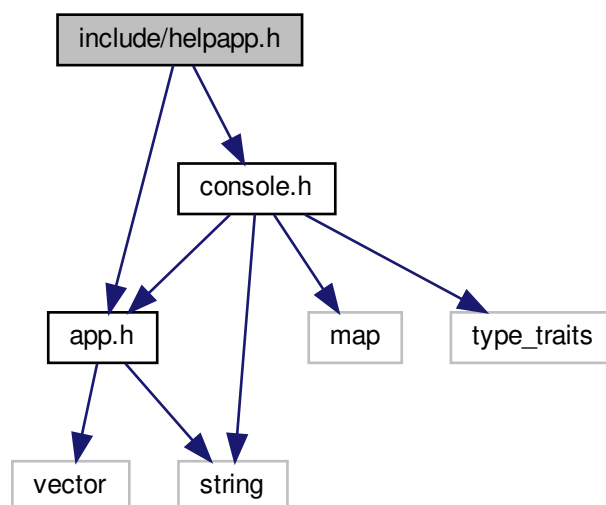 include/helpapp.h
console.h
app.h
map
type_traits
vector
string